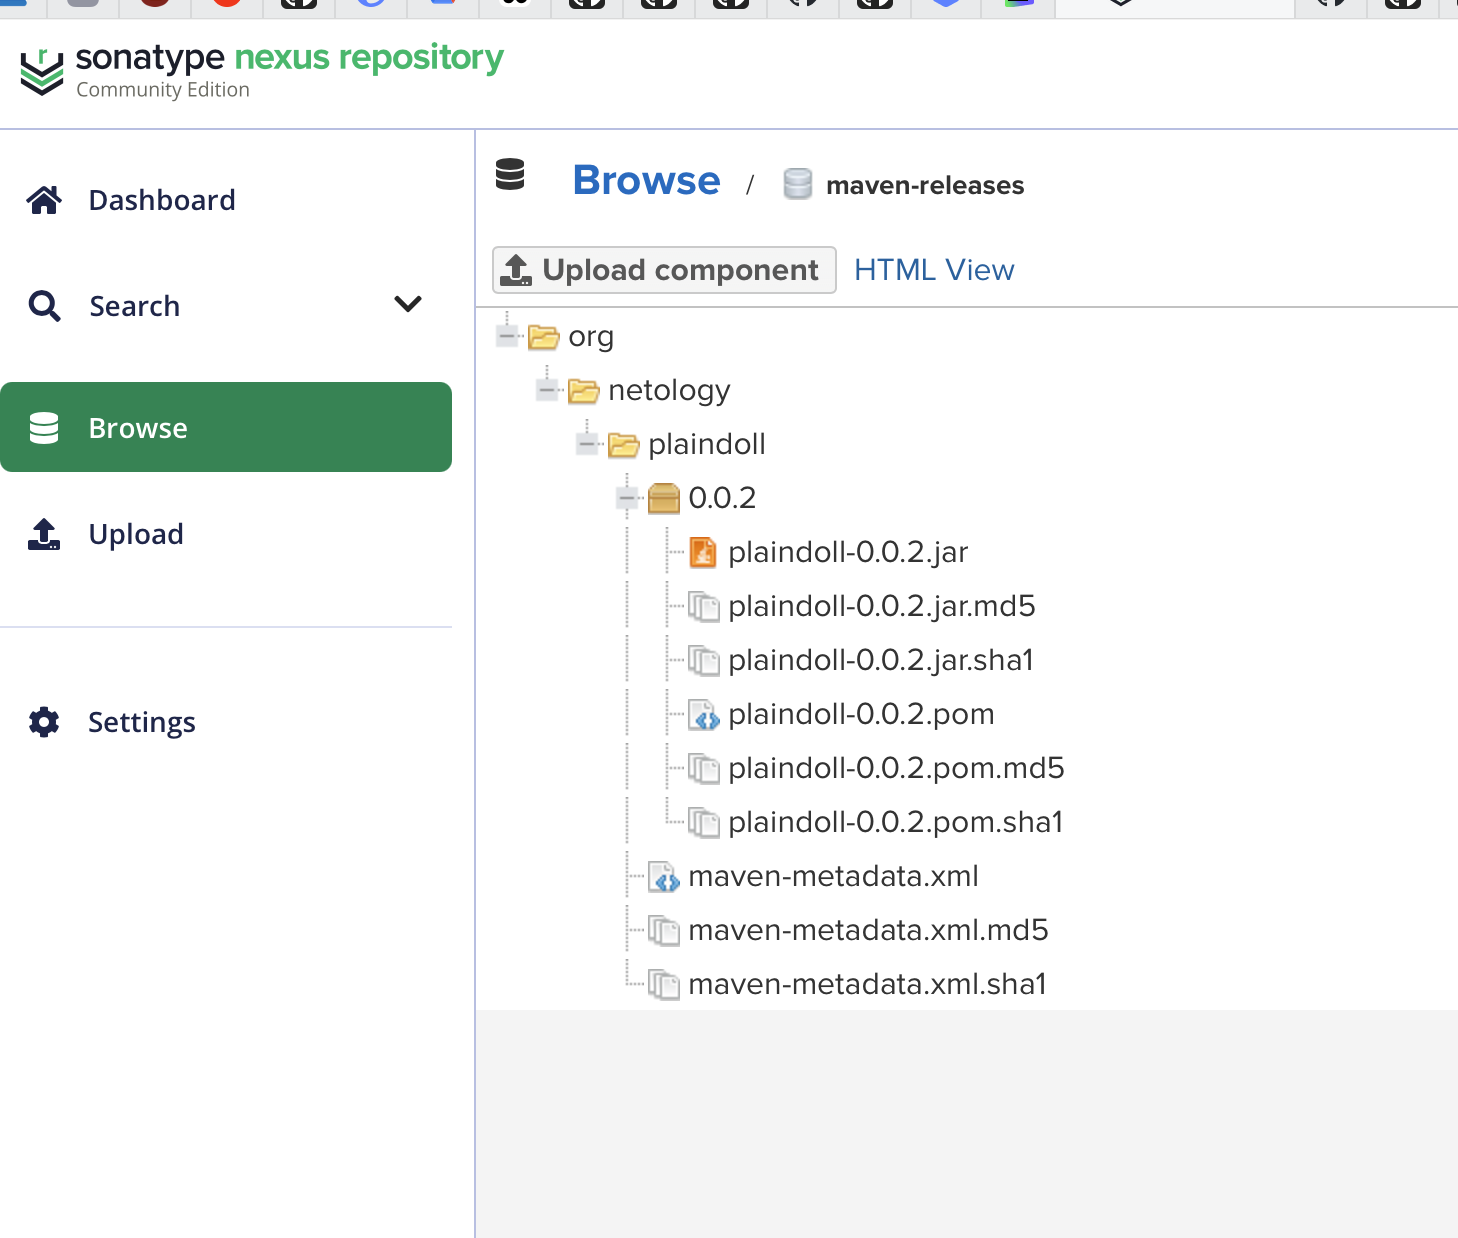 sonatype nexus repository
Community Edition
Dashboard
Search
Browse
Upload
Settings
Browse / maven-releases
Upload component HTML View
org
netology
plaindoll
0.0.2
plaindoll-0.0.2.jar
plaindoll-0.0.2.jar.md5
plaindoll-0.0.2.jar.sha1
plaindoll-0.0.2.pom
plaindoll-0.0.2.pom.md5
plaindoll-0.0.2.pom.sha1
maven-metadata.xml
maven-metadata.xml.md5
maven-metadata.xml.sha1